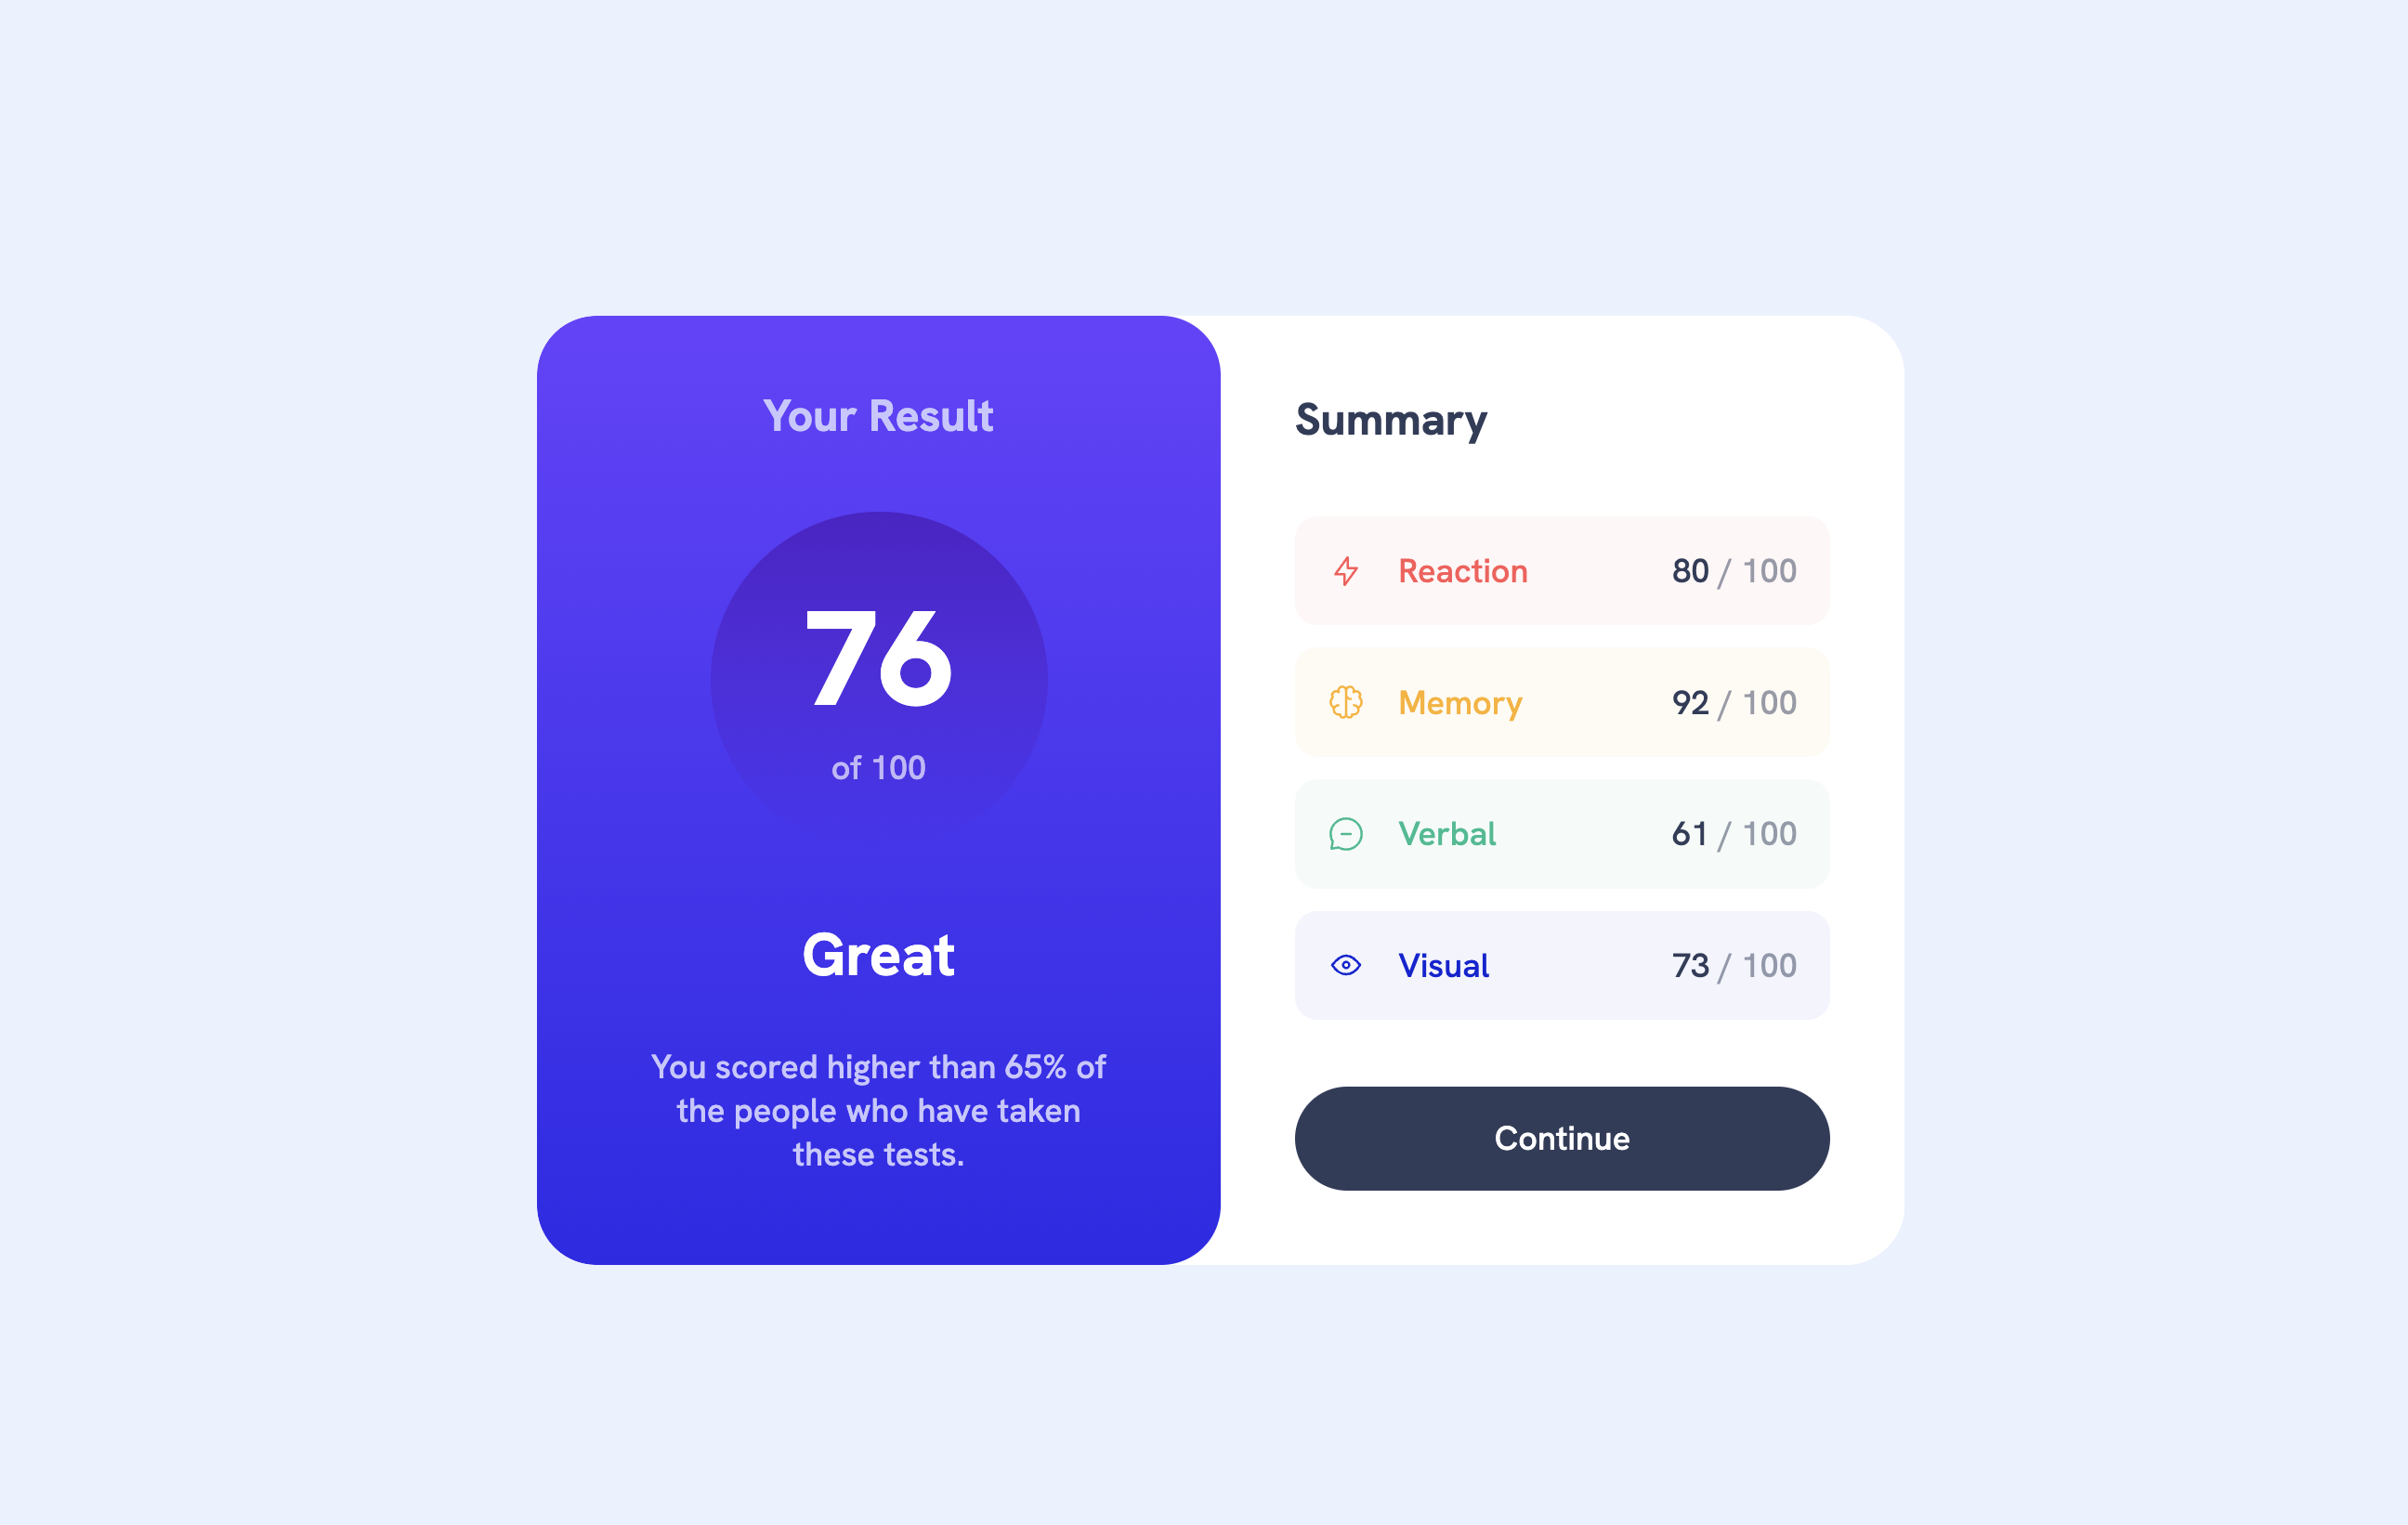 Your Result
76
of 100
Great
You scored higher than 65% of
the people who have taken
these tests.
Summary
Reaction 80 / 100
Memory 92 / 100
Verbal 61 / 100
Visual 73 / 100
Continue